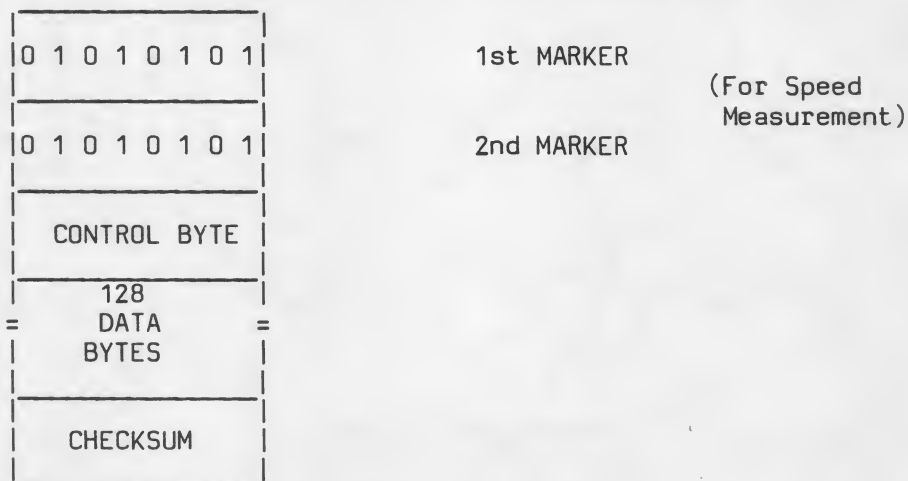 0 1 0 1 0 1 0 1 1st MARKER
(For Speed
Measurement)
0 1 0 1 0 1 0 1 2nd MARKER
CONTROL BYTE
128
= DATA =
BYTES
CHECKSUM